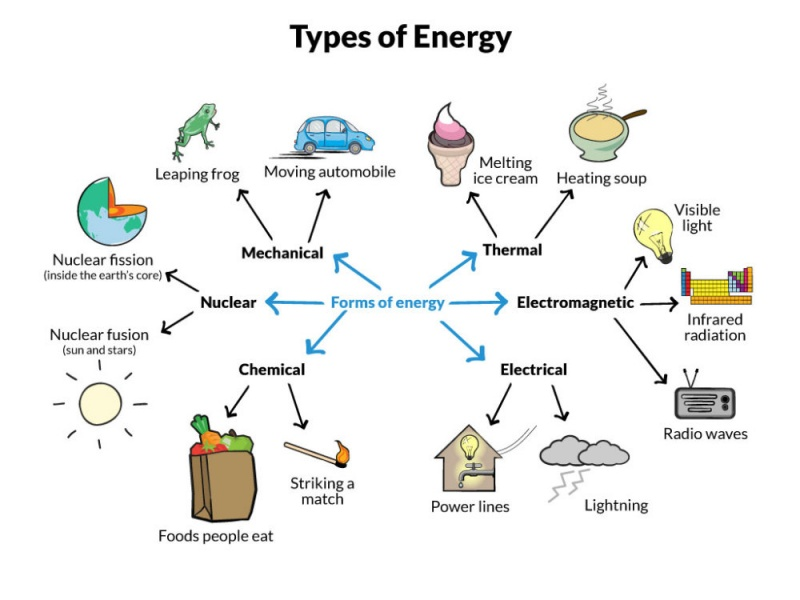 Types of Energy
Leaping frog
Moving automobile
Melting
ice cream
Heating soup
Visible
light
Nuclear fission
(inside the earth's core)
Mechanical
Thermal
Nuclear
Forms of energy
Electromagnetic
Infrared
radiation
Nuclear fusion
(sun and stars)
Chemical
Electrical
Radio waves
Striking a
match
Power lines
Lightning
Foods people eat